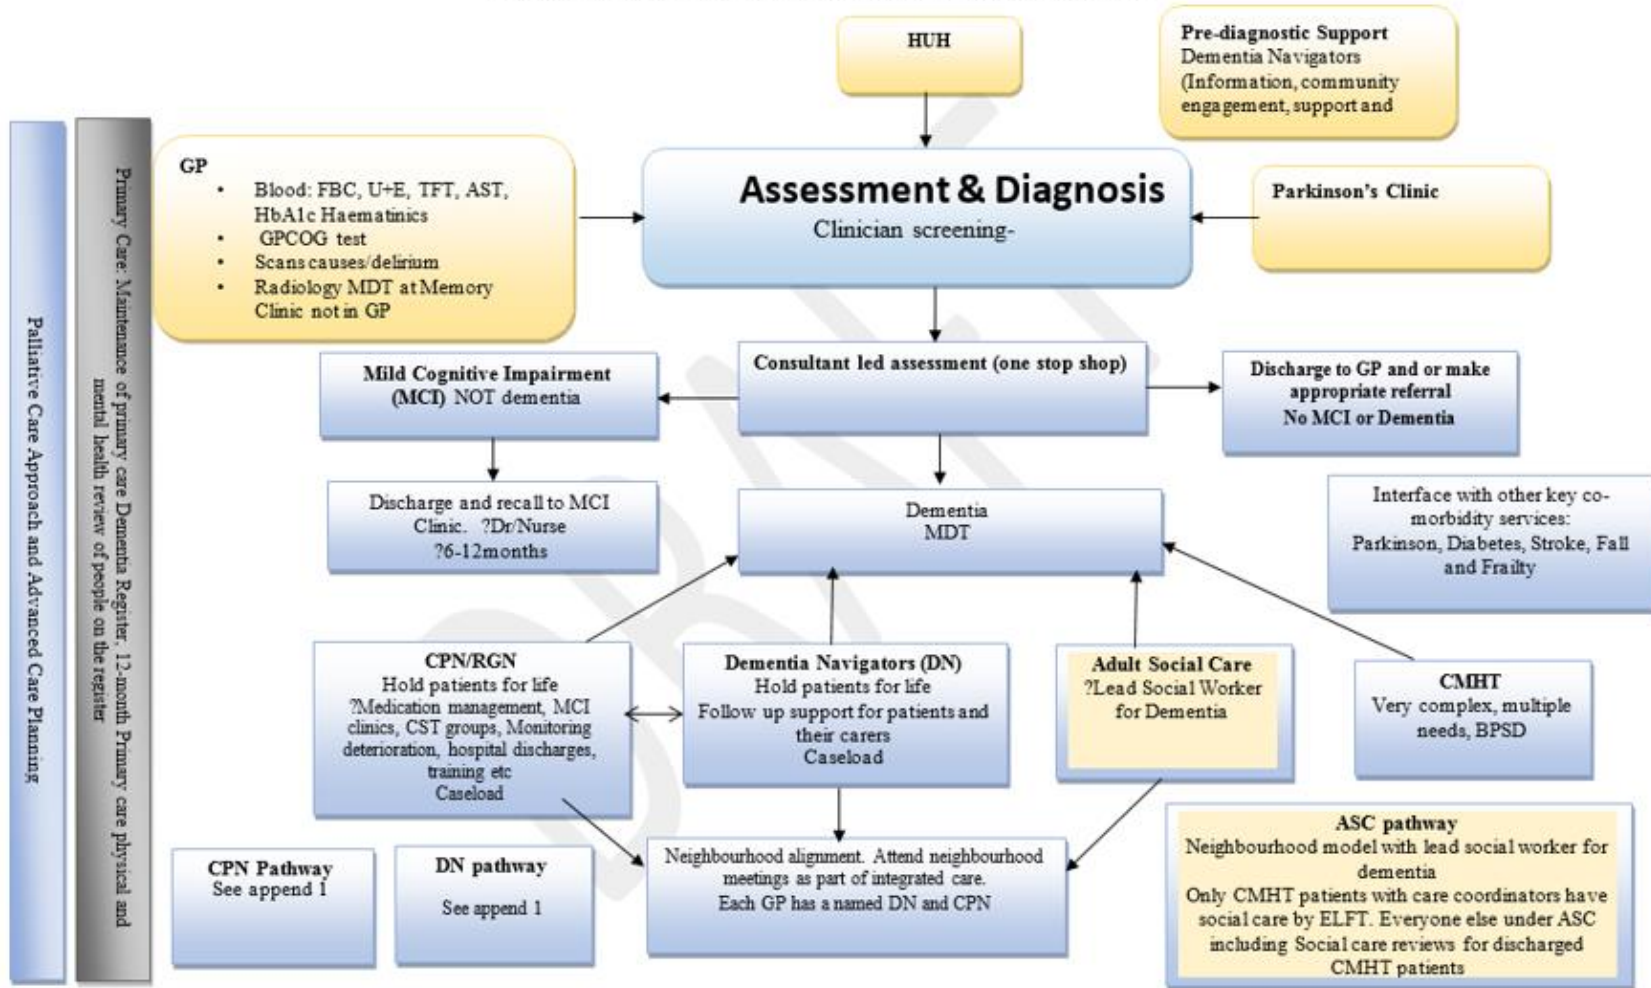 HUH
Pre-diagnostic Support
Dementia Navigators
(Information, community
engagement, support and
GP
• Blood: FBC, U+E, TFT, AST,
HbA1c Haematinics
• GPCOG test
• Scans causes/delirium
• Radiology MDT at Memory
Clinic not in GP
Assessment & Diagnosis
Clinician screening-
Parkinson's Clinic
Mild Cognitive Impairment
(MCI) NOT dementia
Consultant led assessment (one stop shop)
Discharge to GP and or make
appropriate referral
No MCI or Dementia
Discharge and recall to MCI
Clinic. ?Dr/Nurse
?6-12months
Dementia
MDT
Interface with other key co-
morbidity services:
Parkinson, Diabetes, Stroke, Fall
and Frailty
CPN/RGN
Hold patients for life
?Medication management, MCI
clinics, CST groups, Monitoring
deterioration, hospital discharges,
training etc
Caseload
Dementia Navigators (DN)
Hold patients for life
Follow up support for patients and
their carers
Caseload
Adult Social Care
?Lead Social Worker
for Dementia
CMHT
Very complex, multiple
needs, BPSD
CPN Pathway
See append 1
DN pathway
See append 1
Neighbourhood alignment. Attend neighbourhood
meetings as part of integrated care.
Each GP has a named DN and CPN
ASC pathway
Neighbourhood model with lead social worker for
dementia
Only CMHT patients with care coordinators have
social care by ELFT. Everyone else under ASC
including Social care reviews for discharged
CMHT patients
Palliative Care Approach and Advanced Care Planning
Primary Care: Maintenance of primary care Dementia Register, 12-month Primary care physical and
mental health review of people on the register
DRAFT